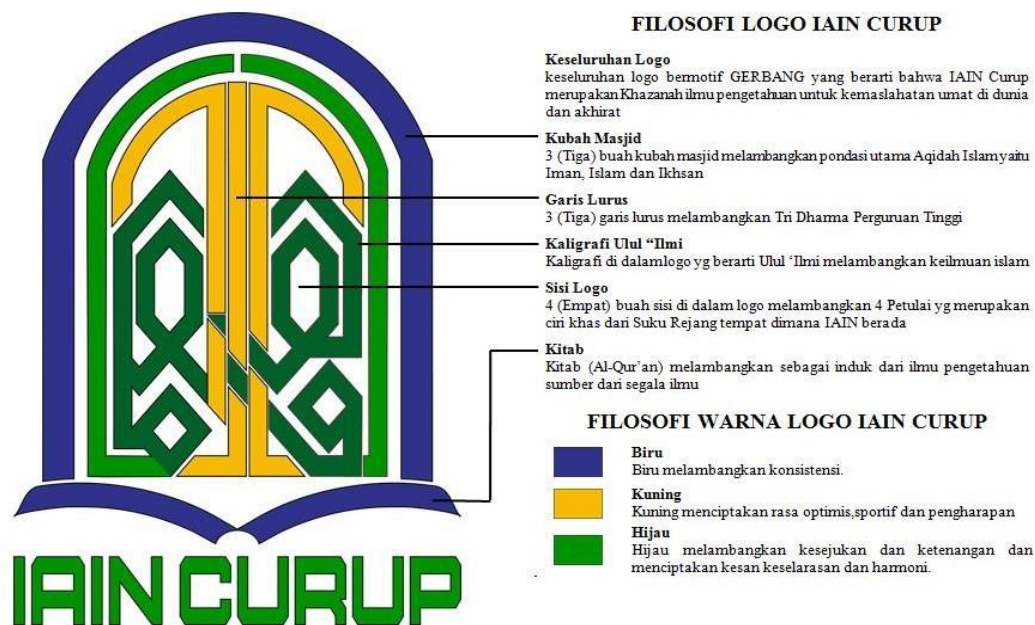 FILOSOFI LOGO IAIN CURUP
Keseluruhan Logo
keseluruhan logo bermotif GERBANG yang berarti bahwa IAIN Curup
merupakan Khazanah ilmu pengetahuan untuk kemaslahatan umat di dunia
dan akhirat
Kubah Masjid
3 (Tiga) buah kubah masjid melambangkan pondasi utama Aqidah Islam yaitu
Iman, Islam dan Ikhsan
Garis Lurus
3 (Tiga) garis lurus melambangkan Tri Dharma Perguruan Tinggi
Kaligrafi Ulul “Ilmi
Kaligrafi di dalam logo yg berarti Ulul ‘Ilmi melambangkan keilmuan islam
Sisi Logo
4 (Empat) buah sisi di dalam logo melambangkan 4 Petulai yg merupakan
ciri khas dari Suku Rejang tempat dimana IAIN berada
Kitab
Kitab (Al-Qur’an) melambangkan sebagai induk dari ilmu pengetahuan
sumber dari segala ilmu
FILOSOFI WARNA LOGO IAIN CURUP
Biru
Biru melambangkan konsistensi.
Kuning
Kuning menciptakan rasa optimis,sportif dan pengharapan
Hijau
Hijau melambangkan kesejukan dan ketenangan dan
menciptakan kesan keselarasan dan harmoni.
IAIN CURUP